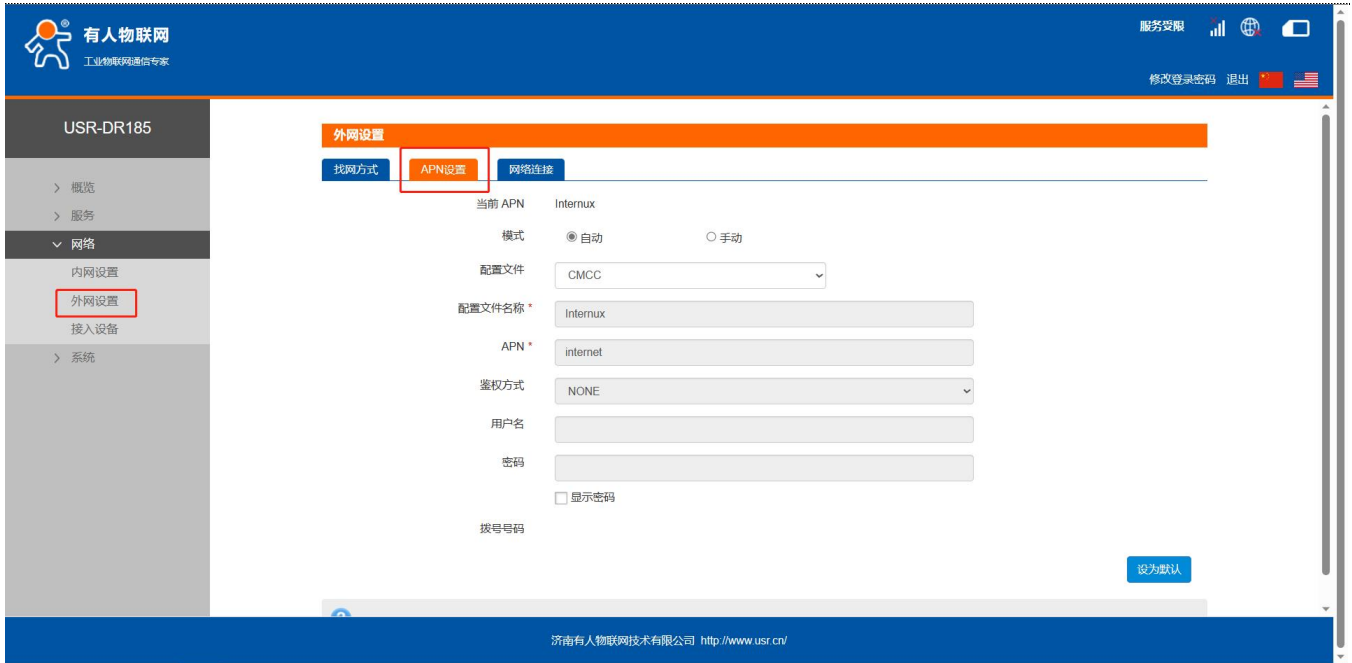 有人物联网
®
工业物联网通信专家
服务受限
修改登录密码 退出
USR-DR185
概览
服务
网络
内网设置
外网设置
接入设备
系统
外网设置
找网方式 APN设置 网络连接
当前 APN Internux
模式 自动 手动
配置文件 CMCC
配置文件名称 * Internux
APN * internet
鉴权方式 NONE
用户名
密码
显示密码
拨号号码
设为默认
济南有人物联网技术有限公司 http://www.usr.cn/